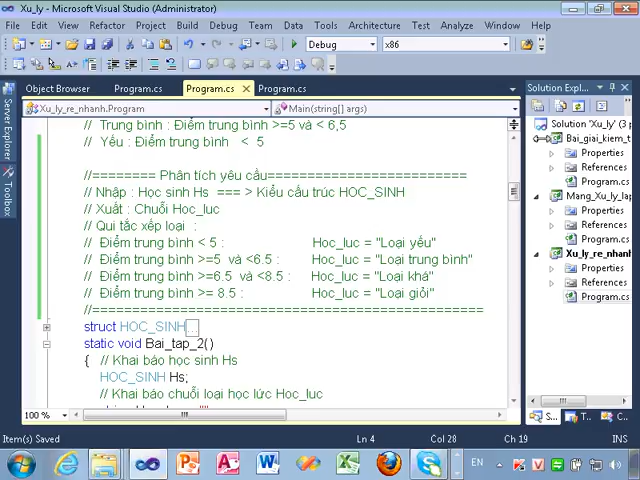 Xu_ly - Microsoft Visual Studio (Administrator)
File Edit View Refactor Project Build Debug Team Data Tools Architecture Test Analyze Window Help
Debug x86
Object Browser Program.cs Program.cs Program.cs
Xu_ly_re_nhanh.Program Main(string[] args)
// Trung bình : Điểm trung bình >=5 và < 6,5
// Yếu : Điểm trung bình < 5
//======== Phân tích yêu cầu=========================
// Nhập : Học sinh Hs === > Kiểu cấu trúc HOC_SINH
// Xuất : Chuỗi Hoc_luc
// Qui tắc xếp loại :
// Điểm trung bình < 5 : Hoc_luc = "Loại yếu"
// Điểm trung bình >=5 và <6.5 : Hoc_luc = "Loại trung bình"
// Điểm trung bình >=6.5 và <8.5 : Hoc_luc = "Loại khá"
// Điểm trung bình >= 8.5 : Hoc_luc = "Loại giỏi"
//=================================================
struct HOC_SINH...
static void Bai_tap_2()
{ // Khai báo học sinh Hs
HOC_SINH Hs;
// Khai báo chuỗi loại học lức Hoc_luc
100 %
Server Explorer
Toolbox
Solution Explo...
Solution 'Xu_ly'
Bai_giai_kiem_t
Properties
References
Program.cs
Mang_Xu_ly_lap
Properties
References
Program.cs
Xu_ly_re_nhanh
Properties
References
Program.cs
S... T... C...
Item(s) Saved Ln 4 Col 28 Ch 19 INS
EN